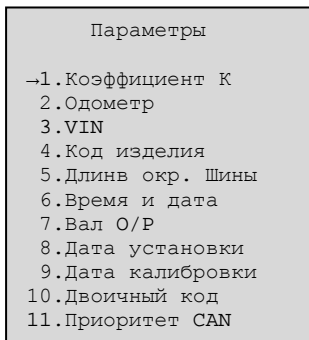 Параметры
→1.Коэффициент К
2.Одометр
3.VIN
4.Код изделия
5.Длинв окр. Шины
6.Время и дата
7.Вал О/Р
8.Дата установки
9.Дата калибровки
10.Двоичный код
11.Приоритет CAN